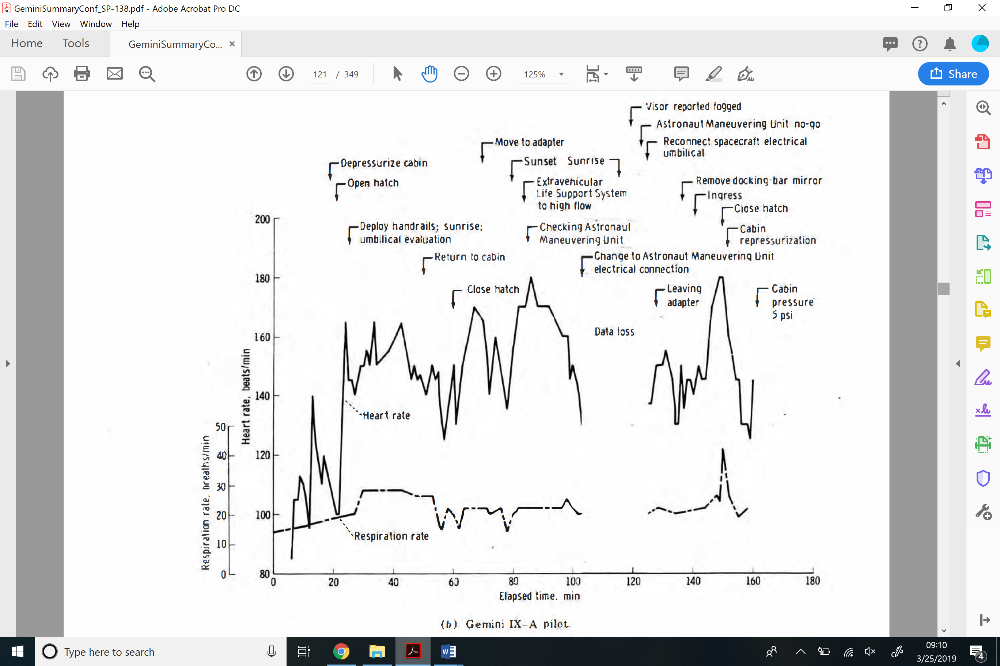 GeminiSummaryConf_SP-138.pdf - Adobe Acrobat Pro DC
File Edit View Window Help
Home Tools GeminiSummaryCo... ×
121 / 349 125% Share
Visor reported fogged
Astronaut Maneuvering Unit no-go
Move to adapter
Reconnect spacecraft electrical
umbilical
Depressurize cabin
Sunset Sunrise
Open hatch
Extravehicular
Life Support System
to high flow
Remove docking-bar mirror
Ingress
Close hatch
Deploy handrails; sunrise;
umbilical evaluation
Checking Astronaut
Maneuvering Unit
Cabin
repressurization
Return to cabin
Change to Astronaut Maneuvering Unit
electrical connection
Close hatch
Leaving
adapter
Cabin
pressure
5 psi
Data loss
Heart rate, beats/min
200
180
160
140
120
100
80
Respiration rate, breaths/min
50
40
30
20
10
0
Heart rate
Respiration rate
0 20 40 60 80 100 120 140 160 180
Elapsed time, min
(b) Gemini IX-A pilot.
Type here to search
09:10
3/25/2019
4